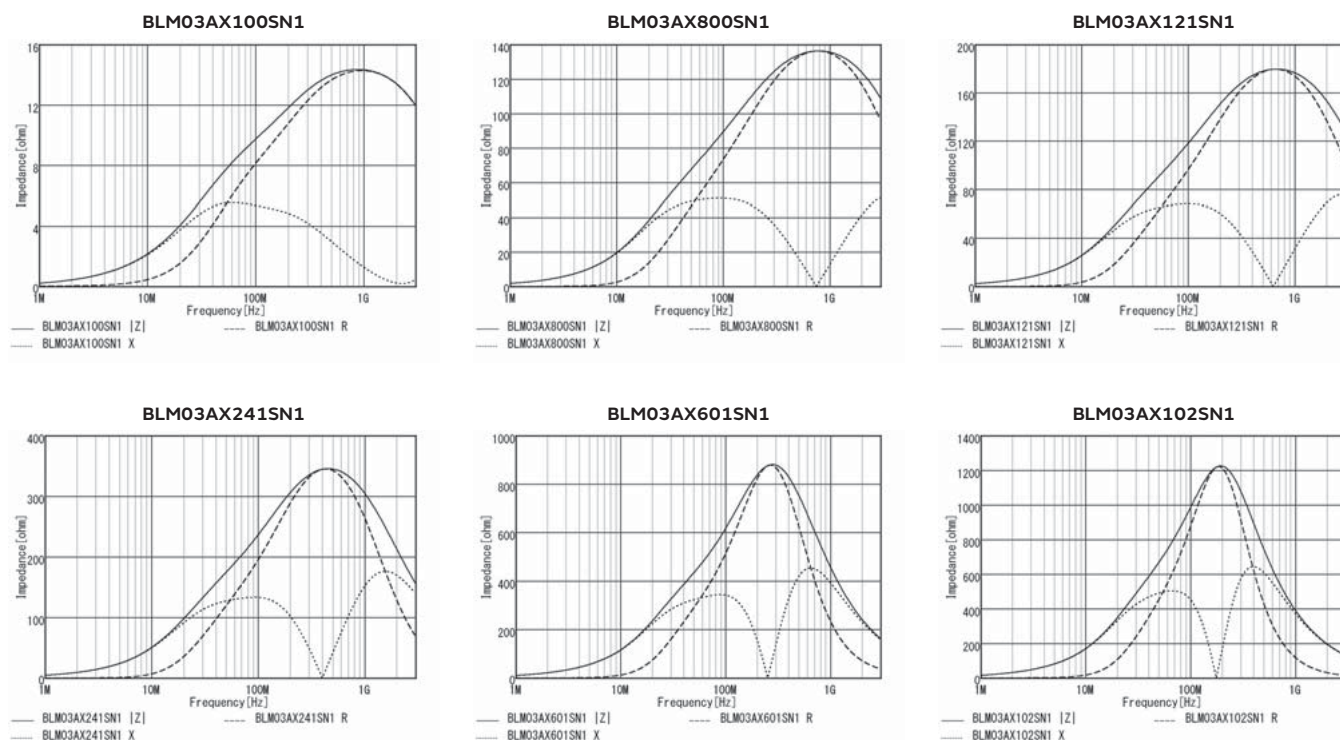 BLM03AX100SN1
Impedance[ohm]
16
12
8
4
0
1M 10M 100M 1G
Frequency[Hz]
BLM03AX100SN1 |Z| BLM03AX100SN1 R
BLM03AX100SN1 X
BLM03AX800SN1
Impedance[ohm]
140
120
100
80
60
40
20
0
1M 10M 100M 1G
Frequency[Hz]
BLM03AX800SN1 |Z| BLM03AX800SN1 R
BLM03AX800SN1 X
BLM03AX121SN1
Impedance[ohm]
200
160
120
80
40
0
1M 10M 100M 1G
Frequency[Hz]
BLM03AX121SN1 |Z| BLM03AX121SN1 R
BLM03AX121SN1 X
BLM03AX241SN1
Impedance[ohm]
400
300
200
100
0
1M 10M 100M 1G
Frequency[Hz]
BLM03AX241SN1 |Z| BLM03AX241SN1 R
BLM03AX241SN1 X
BLM03AX601SN1
Impedance[ohm]
1000
800
600
400
200
0
1M 10M 100M 1G
Frequency[Hz]
BLM03AX601SN1 |Z| BLM03AX601SN1 R
BLM03AX601SN1 X
BLM03AX102SN1
Impedance[ohm]
1400
1200
1000
800
600
400
200
0
1M 10M 100M 1G
Frequency[Hz]
BLM03AX102SN1 |Z| BLM03AX102SN1 R
BLM03AX102SN1 X